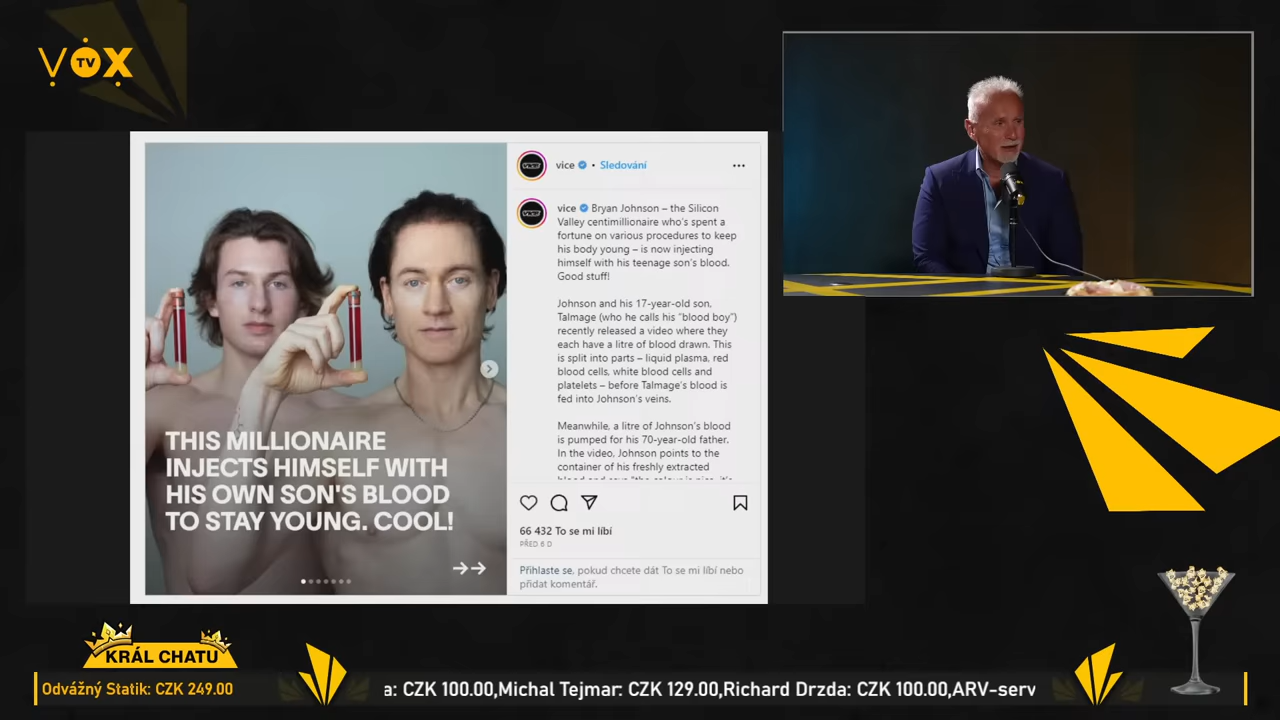 VOX
TV
vice • Sledování
vice Bryan Johnson – the Silicon
Valley centimillionaire who's spent a
fortune on various procedures to keep
his body young – is now injecting
himself with his teenage son's blood.
Good stuff!
Johnson and his 17-year-old son,
Talmage (who he calls his "blood boy")
recently released a video where they
each have a litre of blood drawn. This
is split into parts – liquid plasma, red
blood cells, white blood cells and
platelets – before Talmage's blood is
fed into Johnson's veins.
Meanwhile, a litre of Johnson's blood
is pumped for his 70-year-old father.
In the video, Johnson points to the
container of his freshly extracted
THIS MILLIONAIRE
INJECTS HIMSELF WITH
HIS OWN SON'S BLOOD
TO STAY YOUNG. COOL!
66 432 To se mi líbí
PŘED 6 D
Přihlaste se, pokud chcete dát To se mi líbí nebo
přidat komentář.
KRÁL CHATU
Odvážný Statik: CZK 249.00
a: CZK 100.00,Michal Tejmar: CZK 129.00,Richard Drzda: CZK 100.00,ARV-serv